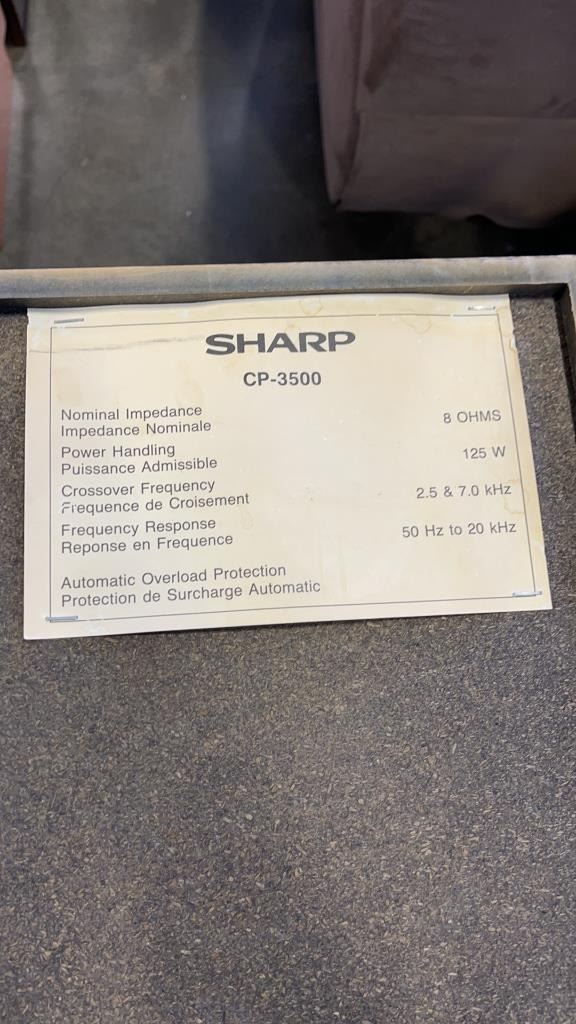 SHARP
CP-3500
Nominal Impedance
Impedance Nominale 8 OHMS
Power Handling
Puissance Admissible 125 W
Crossover Frequency
Frequence de Croisement 2.5 & 7.0 kHz
Frequency Response
Reponse en Frequence 50 Hz to 20 kHz
Automatic Overload Protection
Protection de Surcharge Automatic